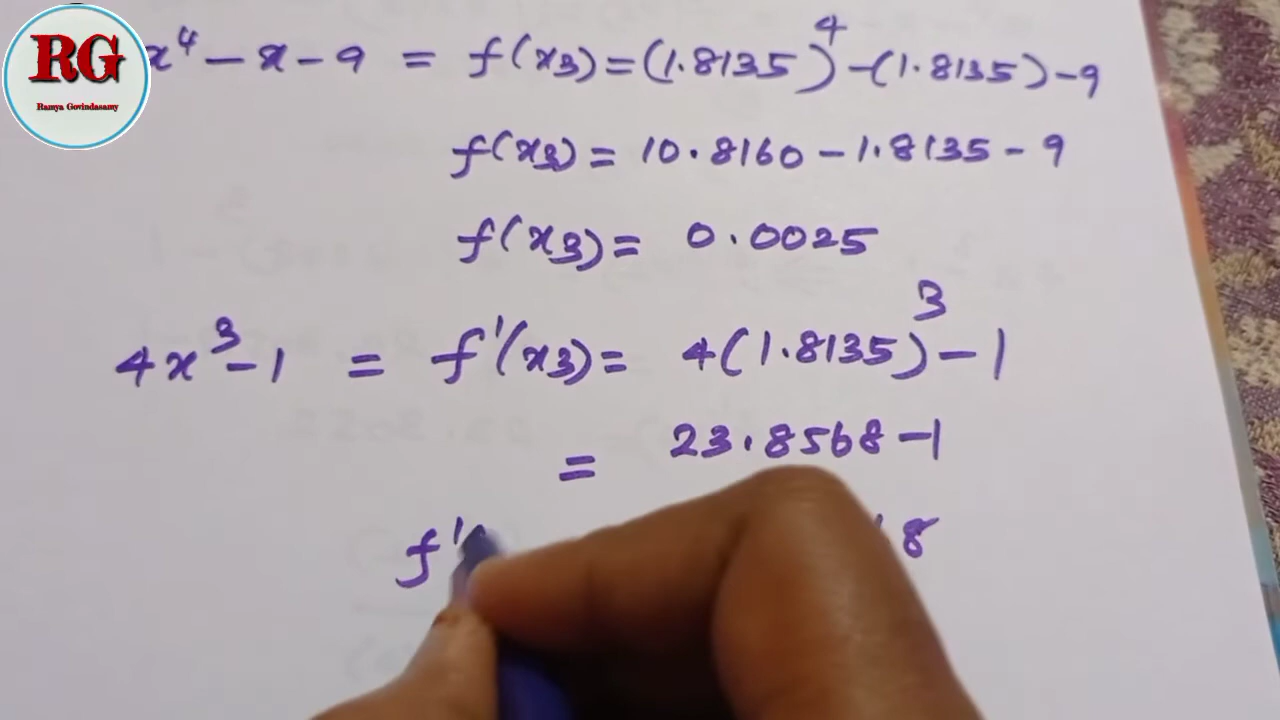 RG
Ramya Govindasamy
x⁴ - x - 9 = f(x₃) = (1.8135)⁴ - (1.8135) - 9
f(x₃) = 10.8160 - 1.8135 - 9
f(x₃) = 0.0025
4x³ - 1 = f'(x₃) = 4(1.8135)³ - 1
= 23.8568 - 1
f' 8